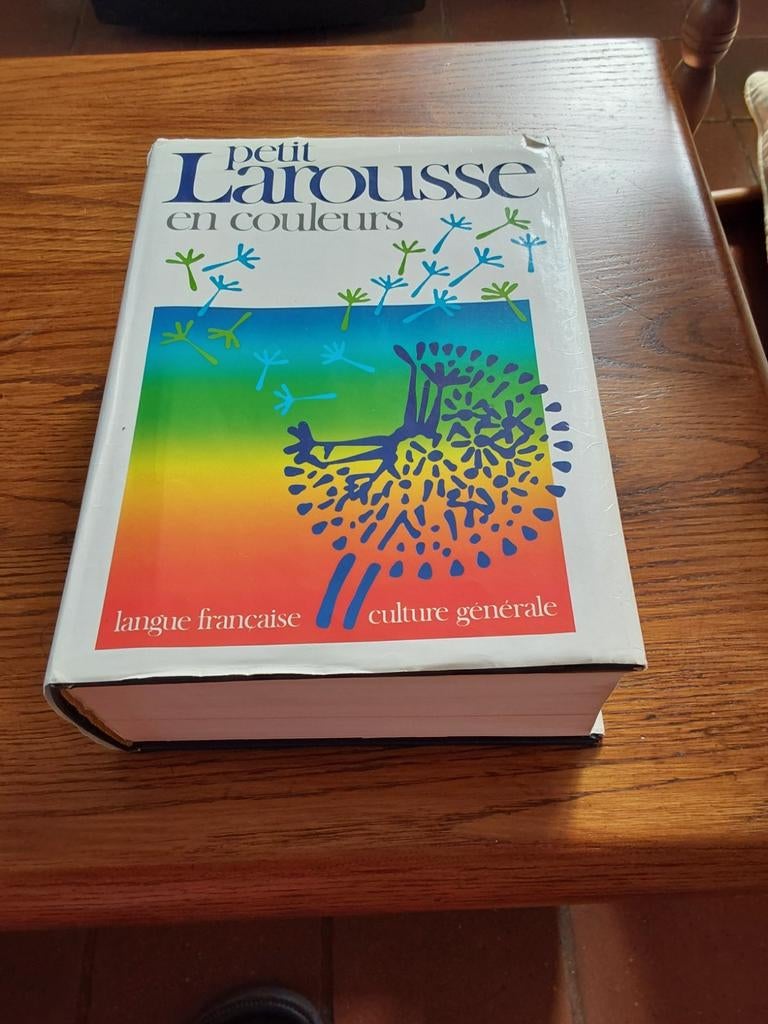 petit
Larousse
en couleurs
langue française
culture générale